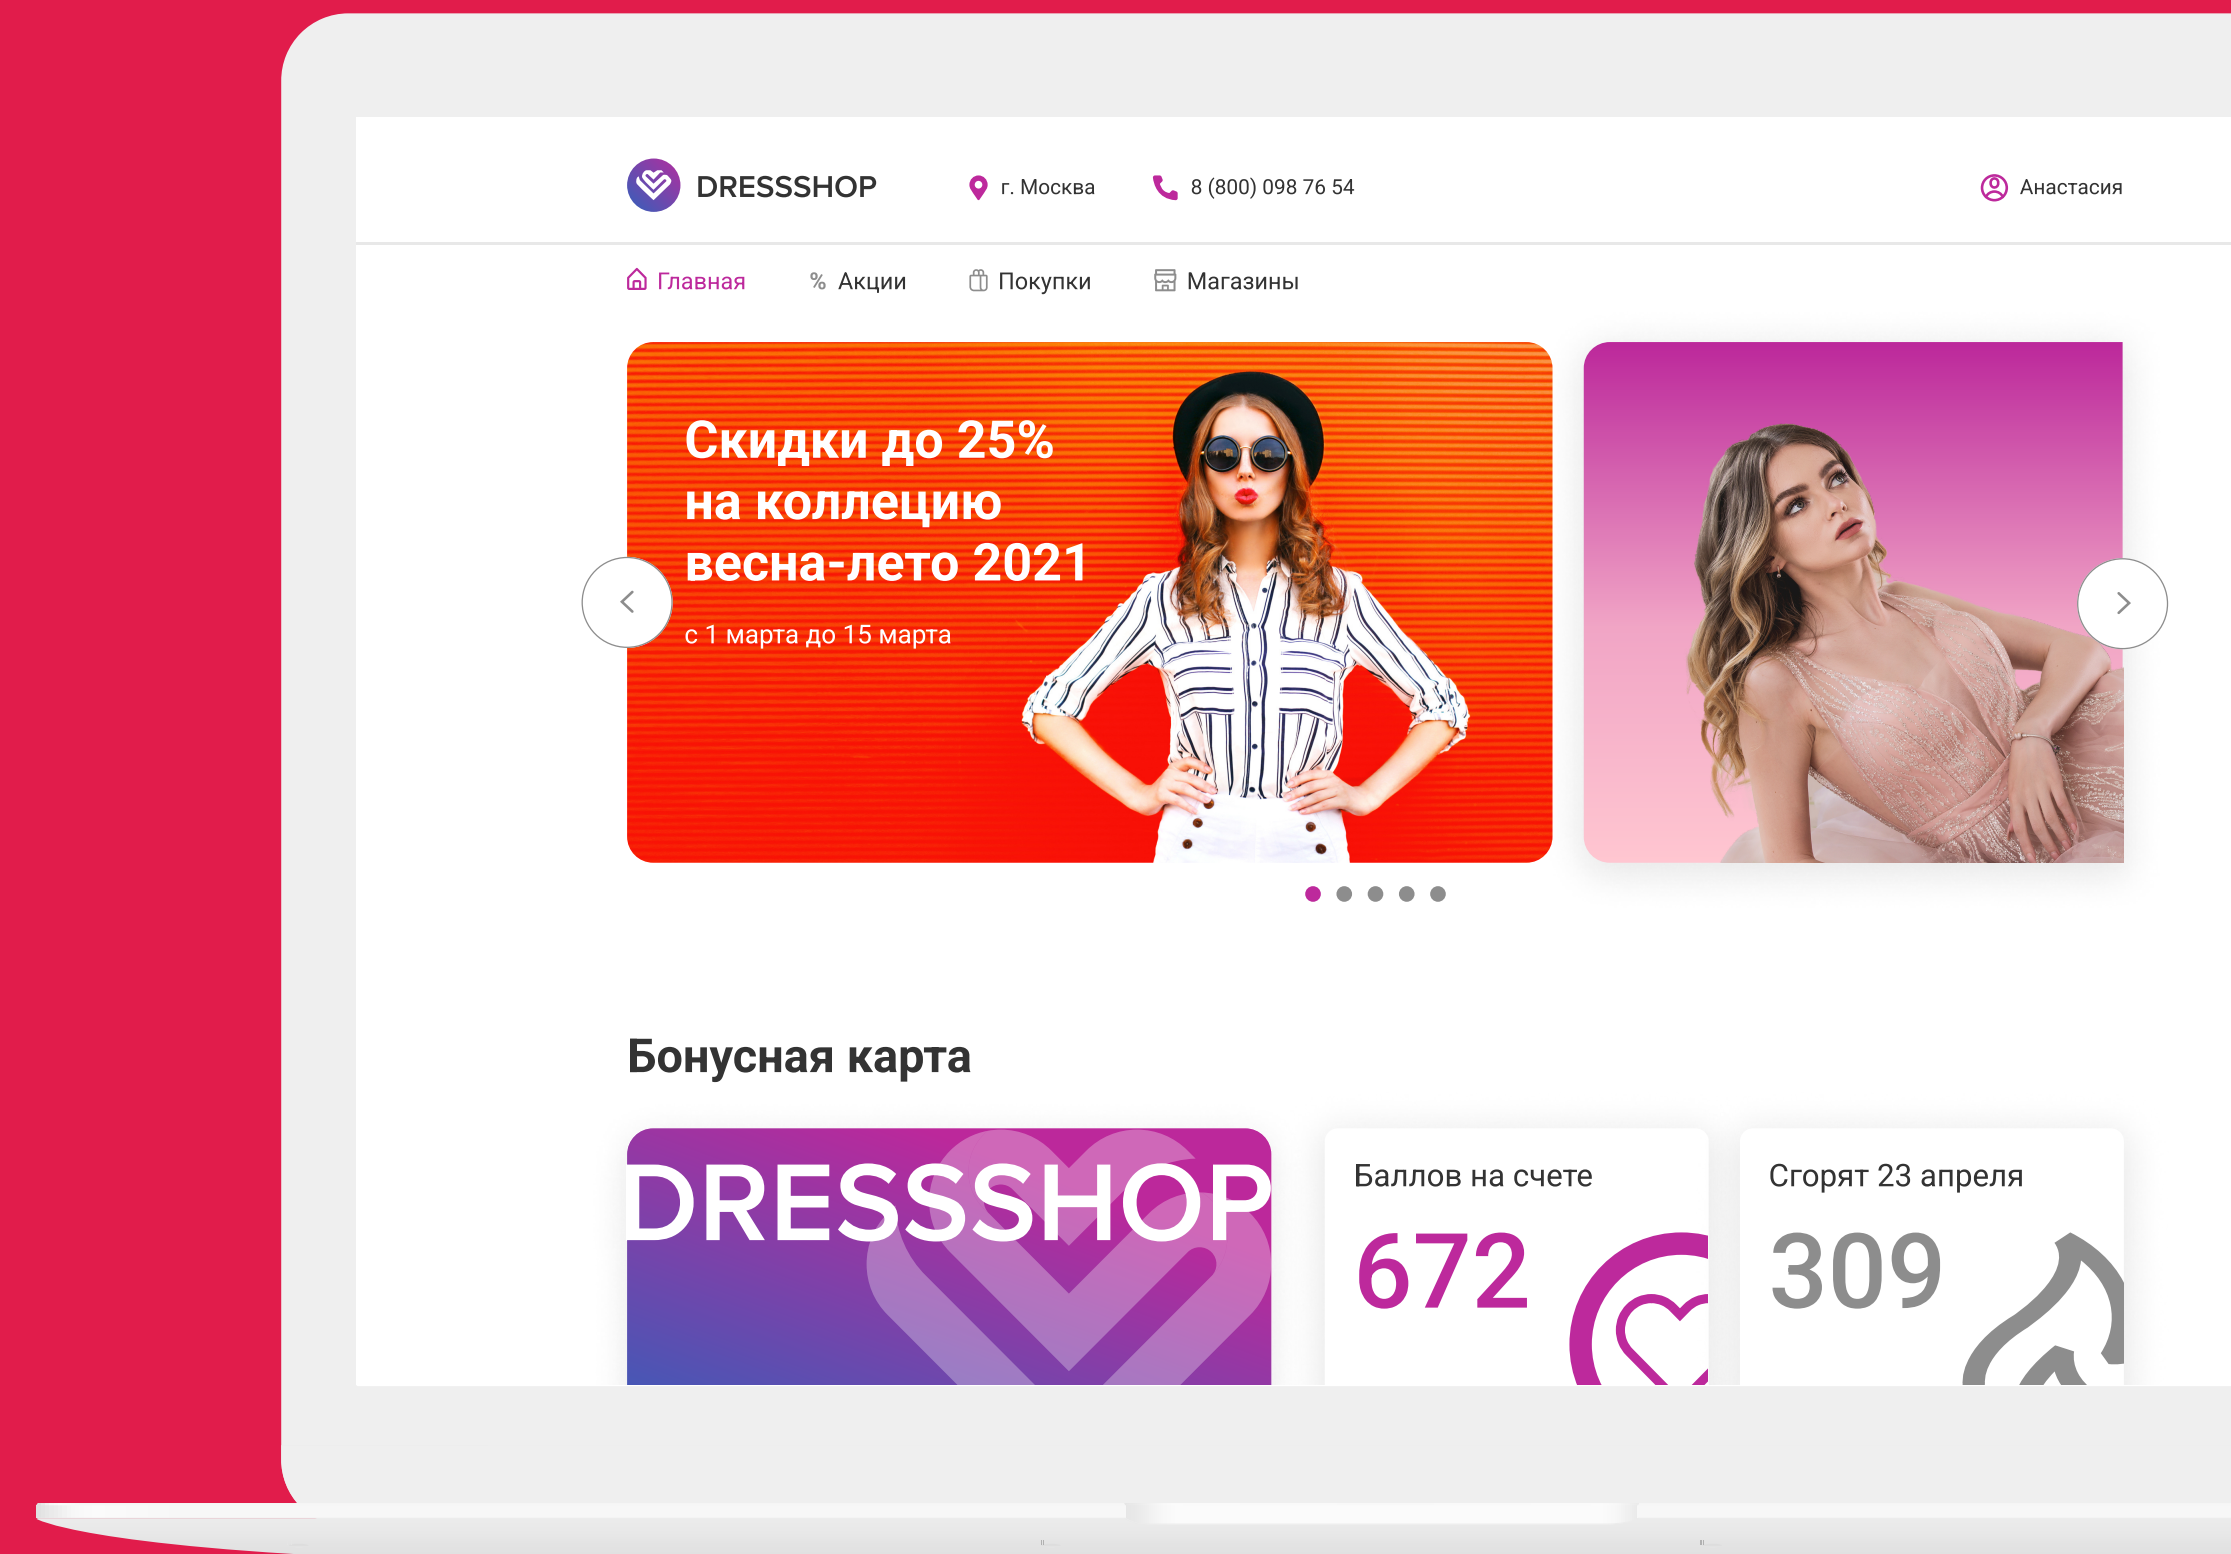 DRESSSHOP
г. Москва
8 (800) 098 76 54
Анастасия
Главная
% Акции
Покупки
Магазины
Скидки до 25%
на коллецию
весна-лето 2021
с 1 марта до 15 марта
Бонусная карта
DRESSSHOP
Баллов на счете
672
Сгорят 23 апреля
309